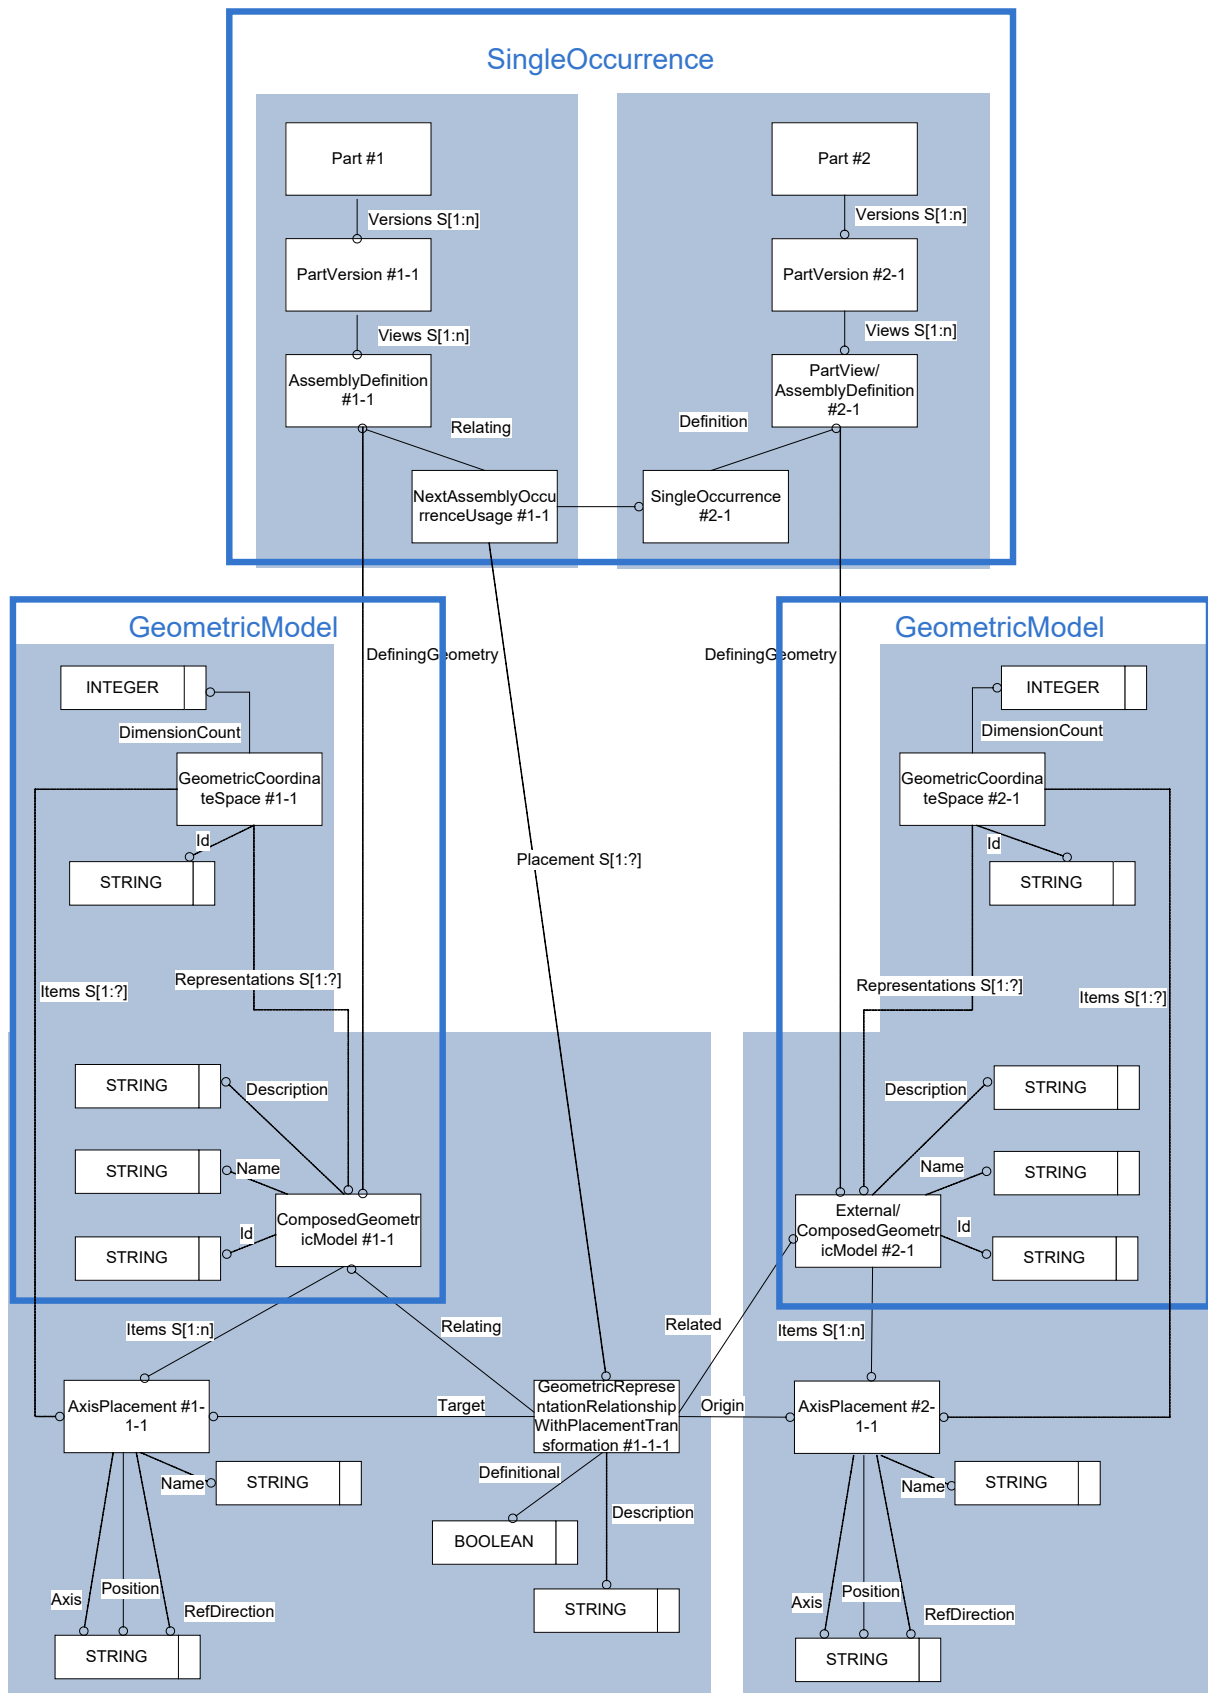 SingleOccurrence
Part #1
Part #2
Versions S[1:n]
Versions S[1:n]
PartVersion #1-1
PartVersion #2-1
Views S[1:n]
Views S[1:n]
AssemblyDefinition
#1-1
PartView/
AssemblyDefinition
#2-1
Relating
Definition
NextAssemblyOccu
rrenceUsage #1-1
SingleOccurrence
#2-1
GeometricModel
GeometricModel
DefiningGeometry
DefiningGeometry
INTEGER
INTEGER
DimensionCount
DimensionCount
GeometricCoordina
teSpace #1-1
GeometricCoordina
teSpace #2-1
Id
Id
STRING
STRING
Placement S[1:?]
Representations S[1:?]
Items S[1:?]
Representations S[1:?]
Items S[1:?]
STRING
Description
Description
STRING
STRING
Name
Name
STRING
STRING
Id
ComposedGeometr
icModel #1-1
External/
ComposedGeometr
icModel #2-1
Id
STRING
Items S[1:n]
Relating
Related
Items S[1:n]
AxisPlacement #1-
1-1
Target
GeometricReprese
ntationRelationship
WithPlacementTran
sformation #1-1-1
Origin
AxisPlacement #2-
1-1
Name
STRING
Definitional
Description
Name
STRING
BOOLEAN
Axis
Position
RefDirection
STRING
Axis
Position
RefDirection
STRING
STRING